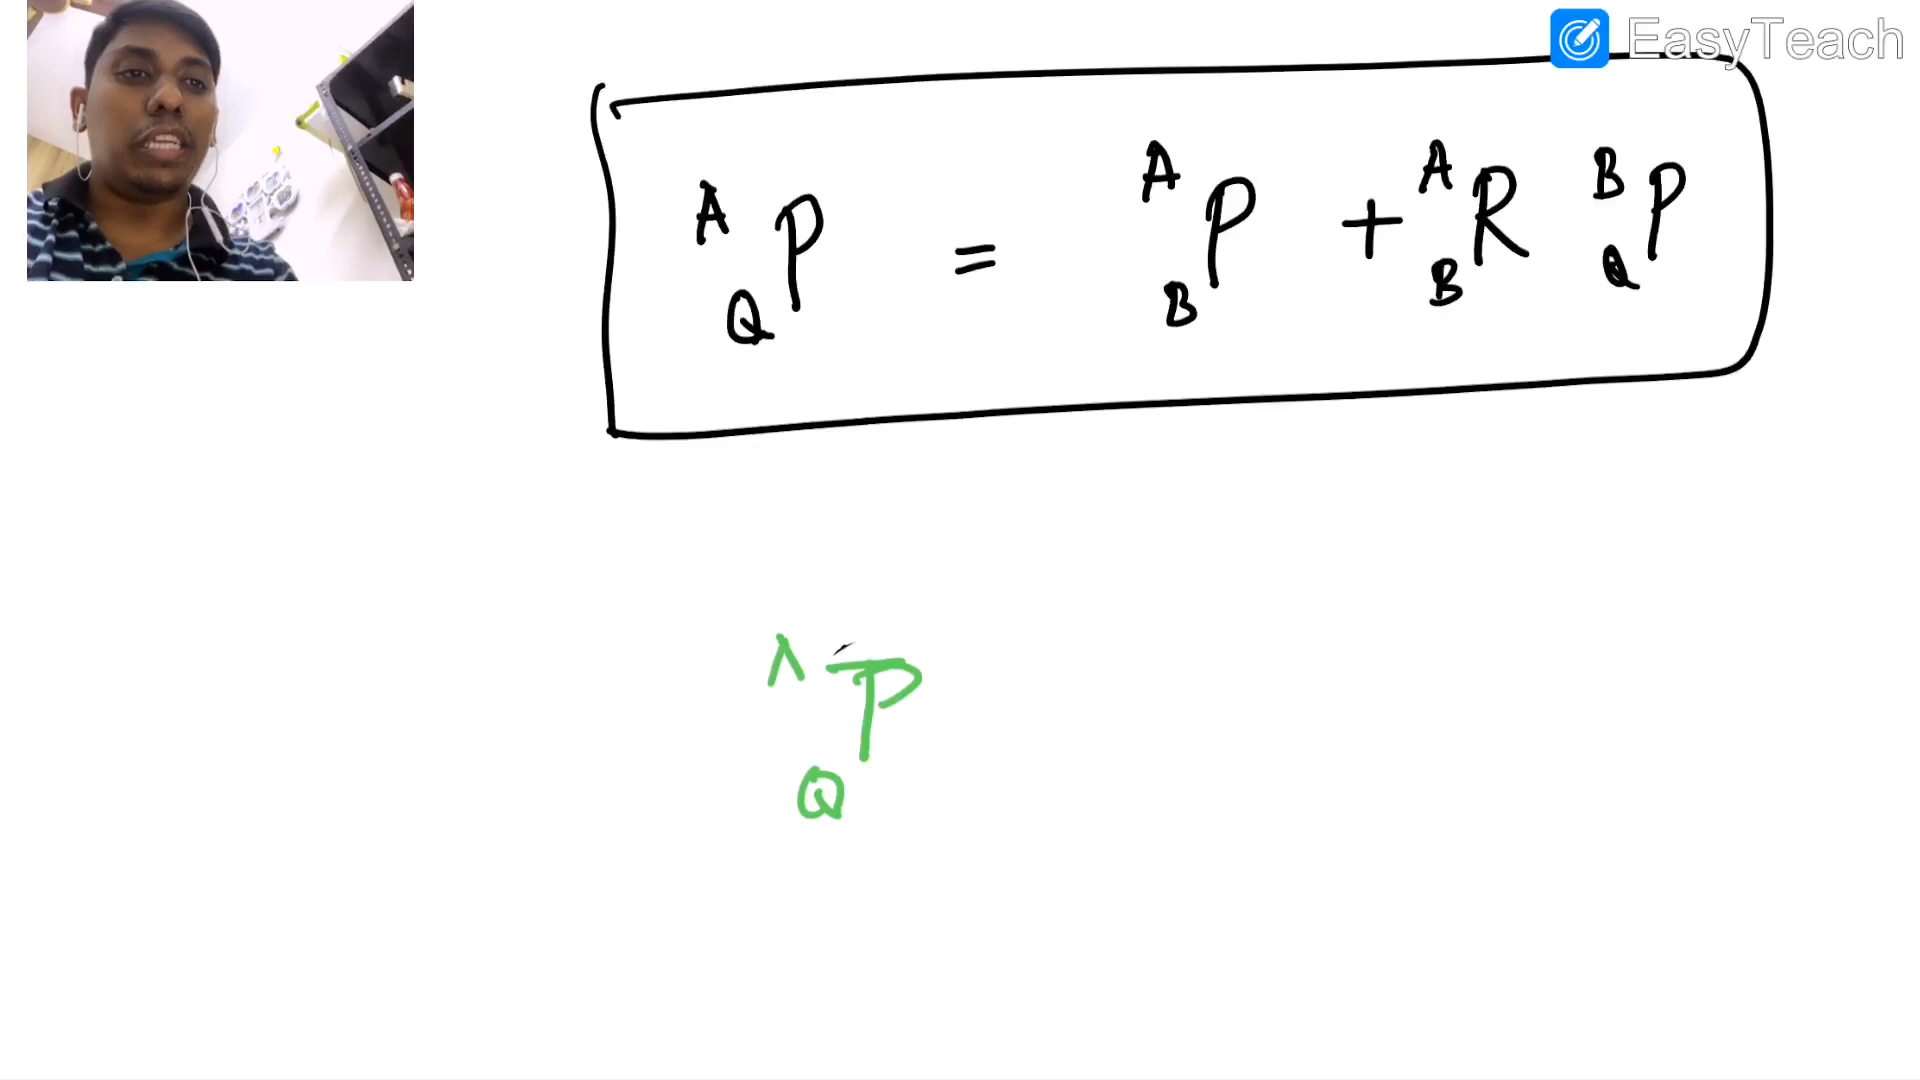 EasyTeach
A P = A P + A R B P
Q B B Q
A P
Q